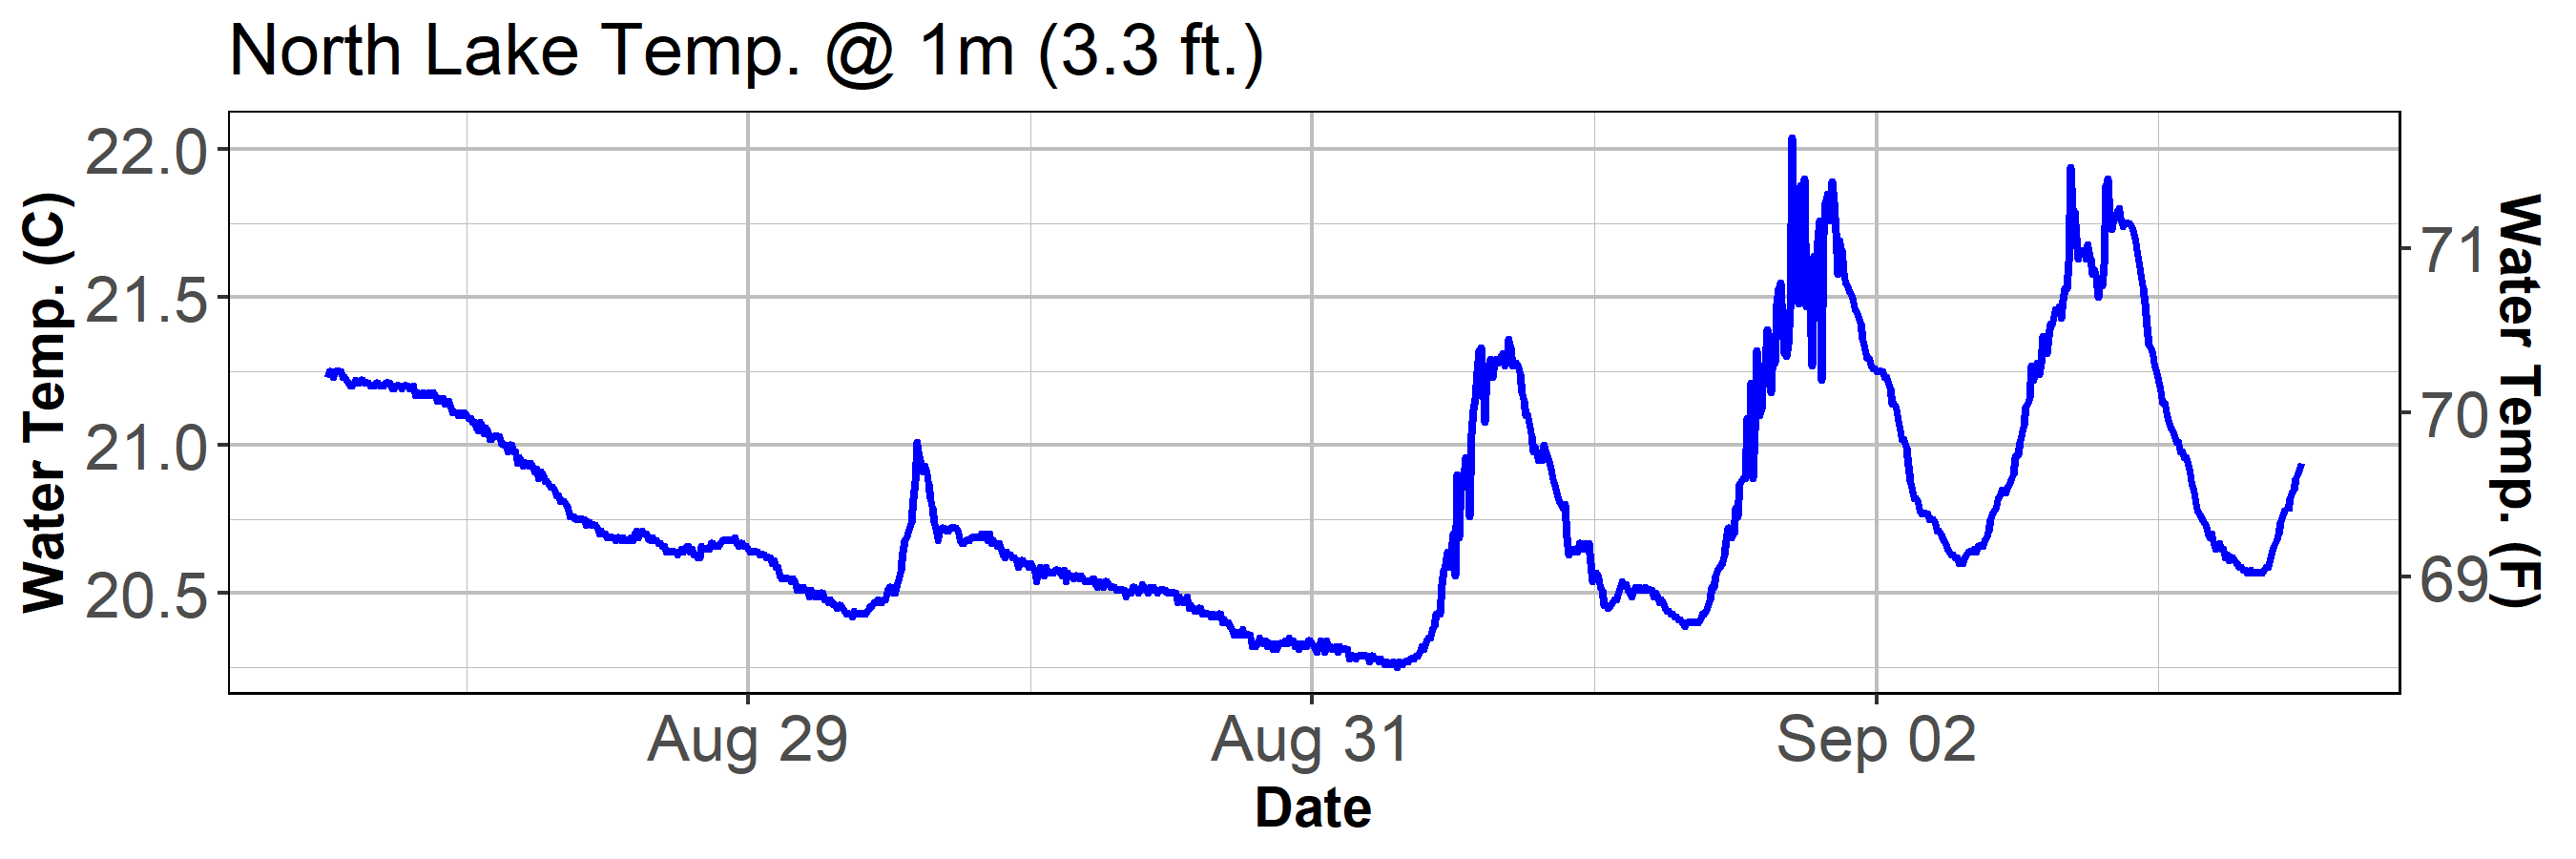 North Lake Temp. @ 1m (3.3 ft.)
Water Temp. (C)
22.0
21.5
21.0
20.5
71
70
69
Water Temp. (F)
Aug 29
Aug 31
Sep 02
Date